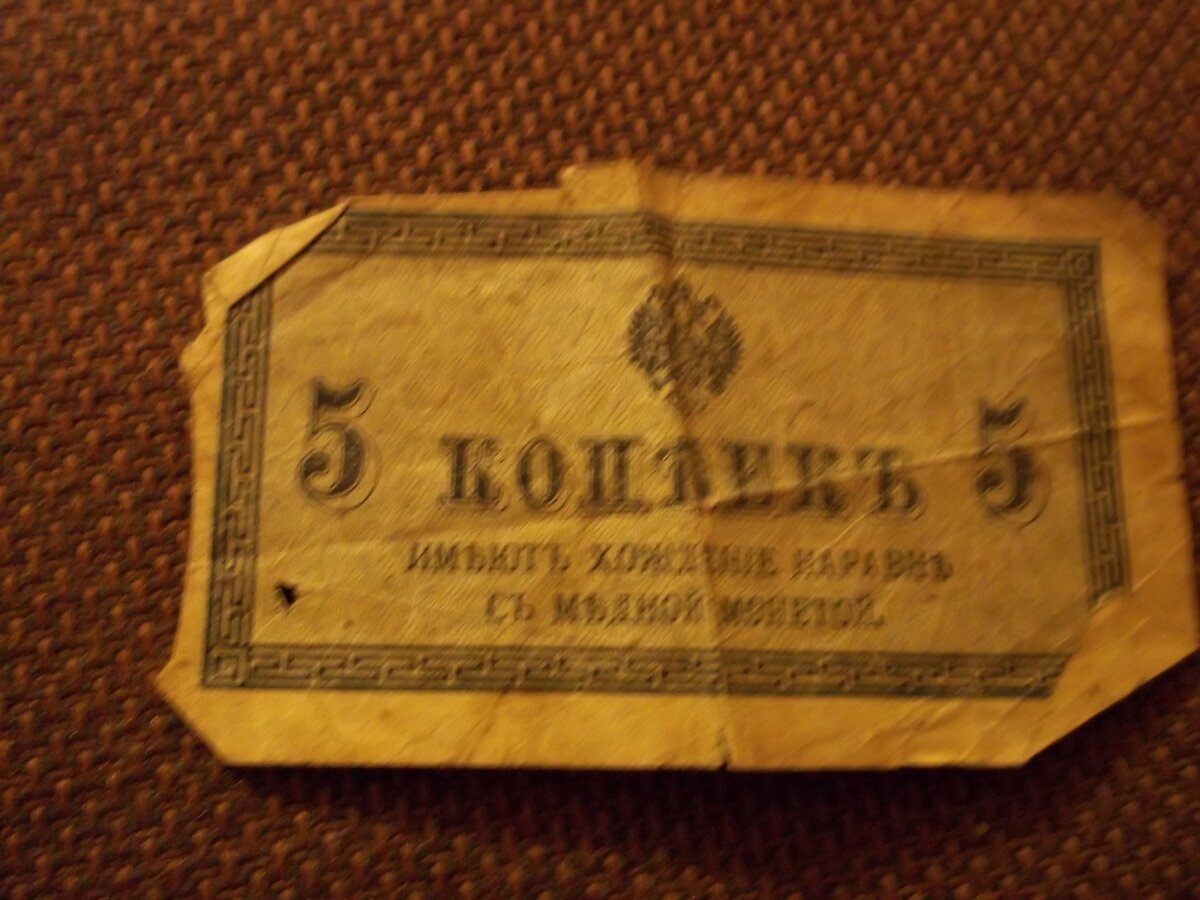 5 КОПѢЕКЪ 5
ИМѢЮТЪ ХОЖДЕНІЕ НАРАВНѢ
СЪ МѢДНОЙ МОНЕТОЙ.